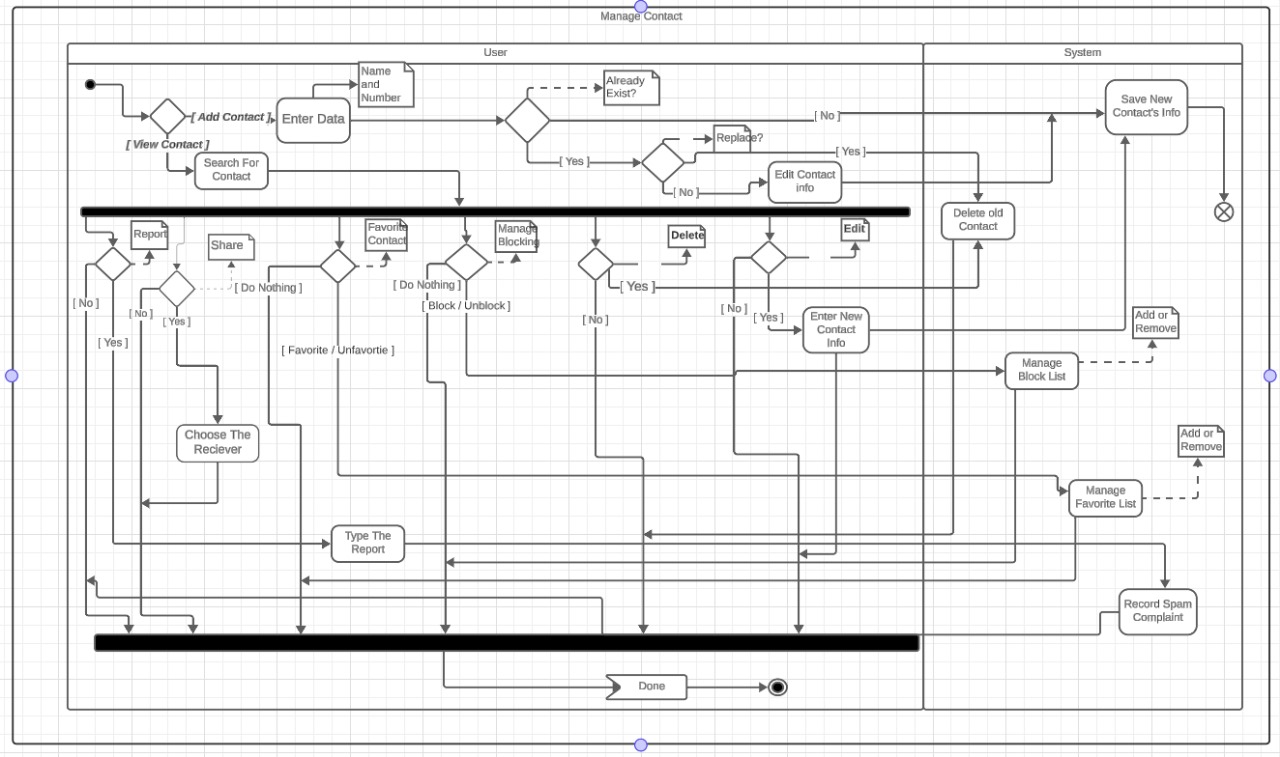 Manage Contact
User
System
Name
and
Number
Already
Exist?
[ Add Contact ]
Enter Data
[ No ]
Save New
Contact's Info
[ View Contact ]
Replace?
[ Yes ]
[ Yes ]
Search For
Contact
Edit Contact
info
[ No ]
Delete old
Contact
Report
Share
Favorite
Contact
Manage
Blocking
Delete
Edit
[ Do Nothing ]
[ Do Nothing ]
[ Yes ]
[ No ]
[ No ]
[ Yes ]
[ Block / Unblock ]
[ No ]
[ No ]
[ Yes ]
Enter New
Contact
Info
Add or
Remove
[ Yes ]
[ Favorite / Unfavortie ]
Manage
Block List
Choose The
Reciever
Add or
Remove
Manage
Favorite List
Type The
Report
Record Spam
Complaint
Done